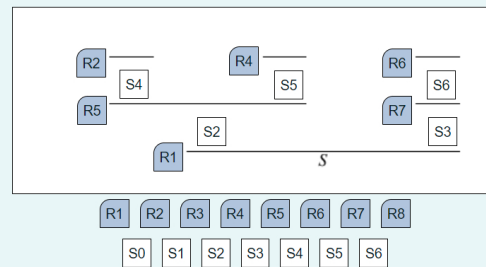 R2 R4 R6
S4 S5 S6
R5 R7
S2 S3
R1 S
R1 R2 R3 R4 R5 R6 R7 R8
S0 S1 S2 S3 S4 S5 S6